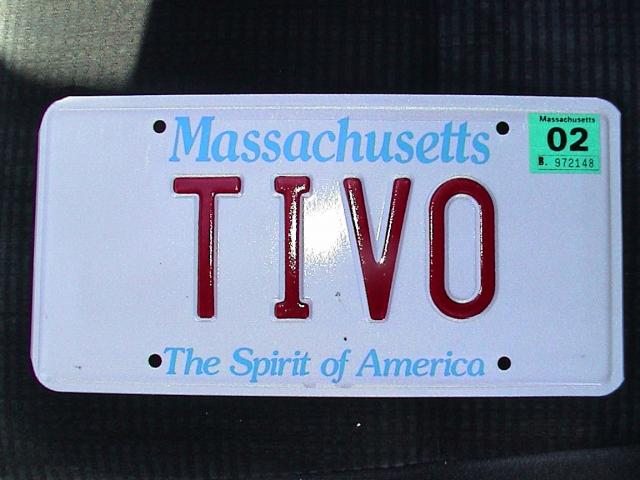 Massachusetts
Massachusetts
02
B. 972148
TIVO
The Spirit of America